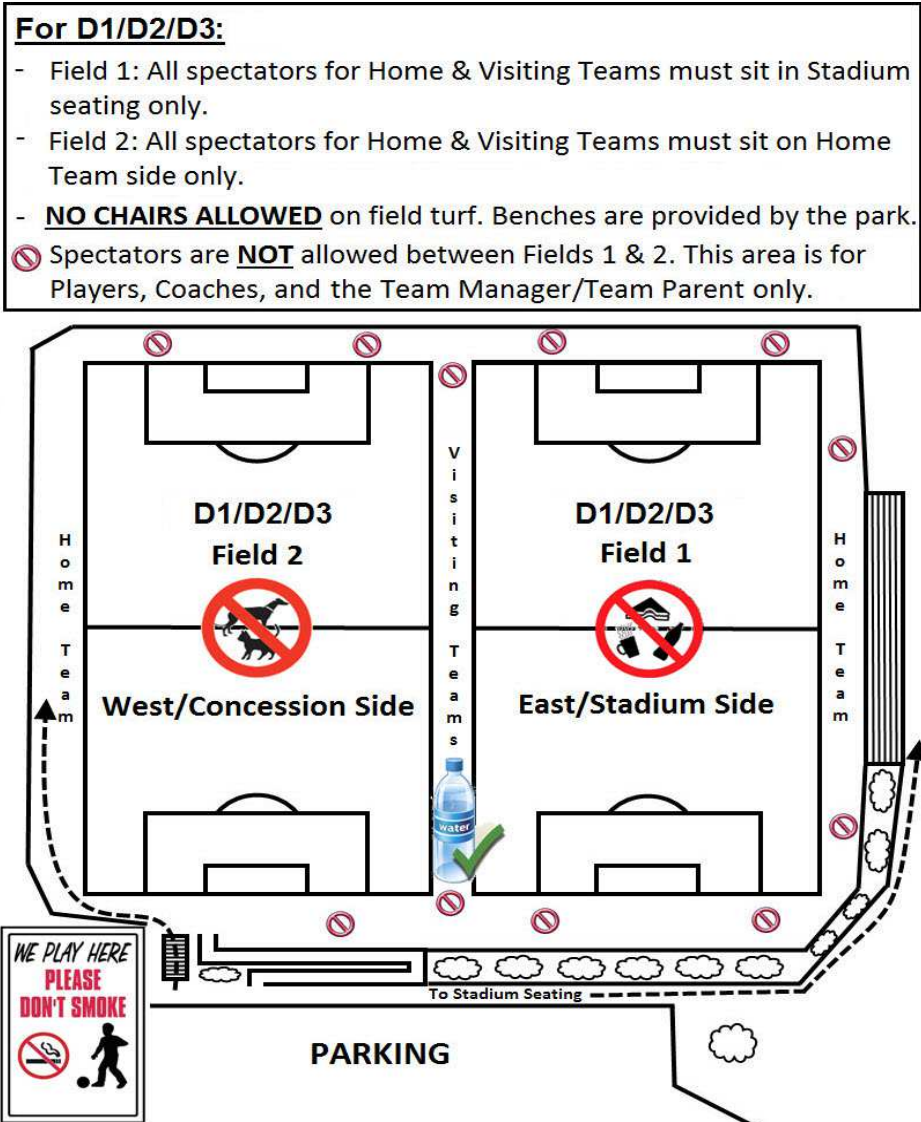 For D1/D2/D3:
- Field 1: All spectators for Home & Visiting Teams must sit in Stadium
seating only.
- Field 2: All spectators for Home & Visiting Teams must sit on Home
Team side only.
- NO CHAIRS ALLOWED on field turf. Benches are provided by the park.
Spectators are NOT allowed between Fields 1 & 2. This area is for
Players, Coaches, and the Team Manager/Team Parent only.
Home Team
D1/D2/D3
Field 2
West/Concession Side
Visiting Teams
water
D1/D2/D3
Field 1
East/Stadium Side
Home Team
WE PLAY HERE
PLEASE
DON'T SMOKE
To Stadium Seating
PARKING